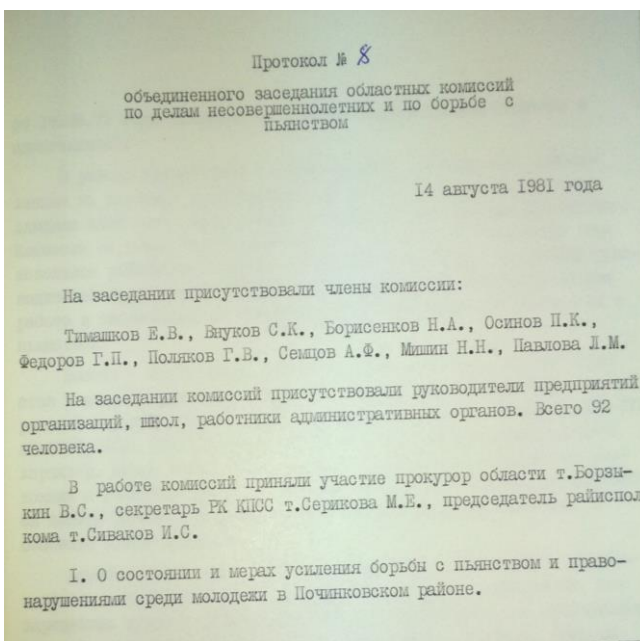 Протокол № 8
объединенного заседания областных комиссий
по делам несовершеннолетних и по борьбе с
пьянством
14 августа 1981 года
На заседании присутствовали члены комиссии:
Тимашков Е.В., Внуков С.К., Борисенков Н.А., Осинов П.К.,
Федоров Г.П., Поляков Г.В., Семцов А.Ф., Мишин Н.Н., Павлова Л.М.
На заседании комиссий присутствовали руководители предприятий
организаций, школ, работники административных органов. Всего 92
человека.
В работе комиссий приняли участие прокурор области т.Борзы-
кин В.С., секретарь РК КПСС т.Серикова М.Е., председатель райиспол
кома т.Сиваков И.С.
I. О состоянии и мерах усиления борьбы с пьянством и право-
нарушениями среди молодежи в Починковском районе.